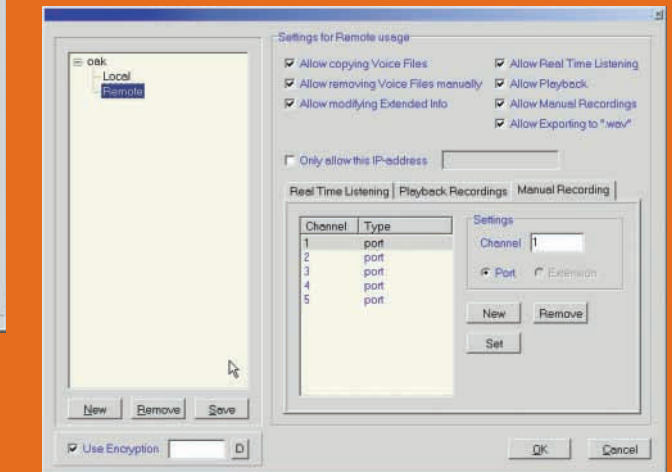 oak
Local
Remote
New Remove Save
Use Encryption D
Settings for Remote usage
Allow copying Voice Files
Allow removing Voice Files manually
Allow modifying Extended Info
Allow Real Time Listening
Allow Playback
Allow Manual Recordings
Allow Exporting to ".wav"
Only allow this IP-address
Real Time Listening Playback Recordings Manual Recording
Channel Type
1 port
2 port
3 port
4 port
5 port
Settings
Channel 1
Port Extension
New Remove
Set
OK Cancel